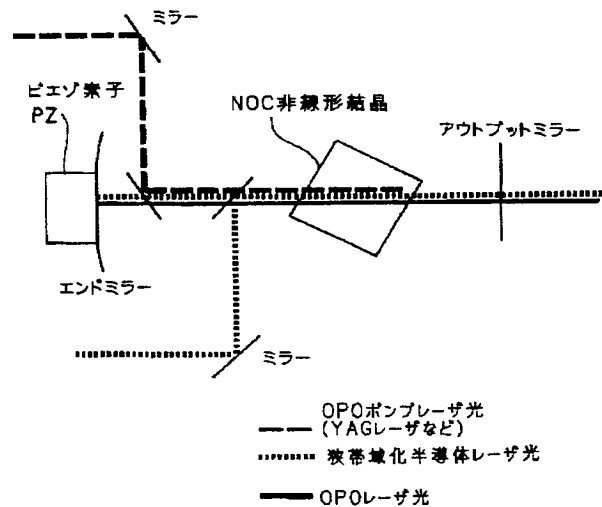 ミラー
ピエゾ素子
PZ
NOC非線形結晶
アウトプットミラー
エンドミラー
ミラー
OPOポンプレーザ光
(YAGレーザなど)
狭帯域化半導体レーザ光
OPOレーザ光